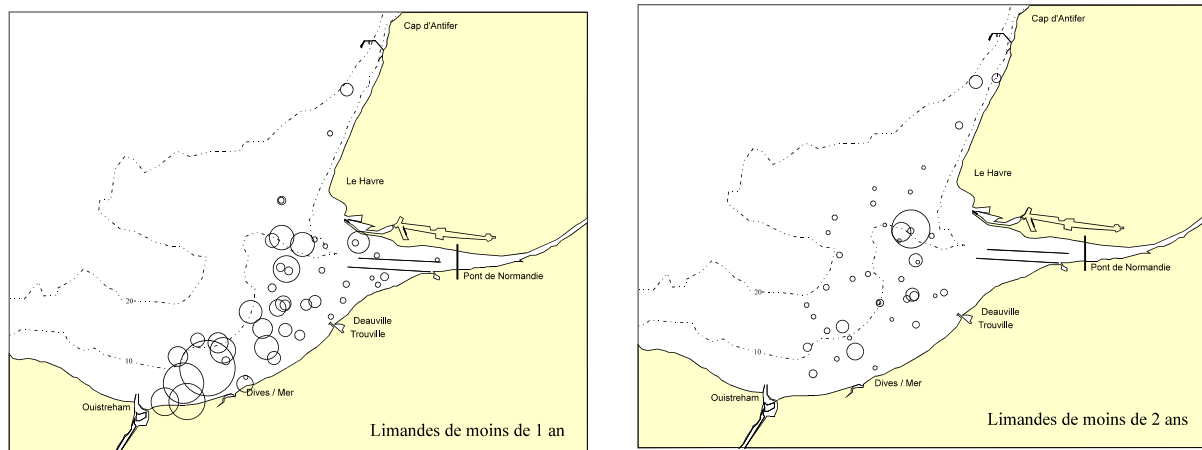 Cap d'Antifer
Le Havre
Pont de Normandie
20
Deauville
Trouville
10
Dives / Mer
Ouistreham
Limandes de moins de 1 an
Cap d'Antifer
Le Havre
Pont de Normandie
20
Deauville
Trouville
10
Dives / Mer
Ouistreham
Limandes de moins de 2 ans